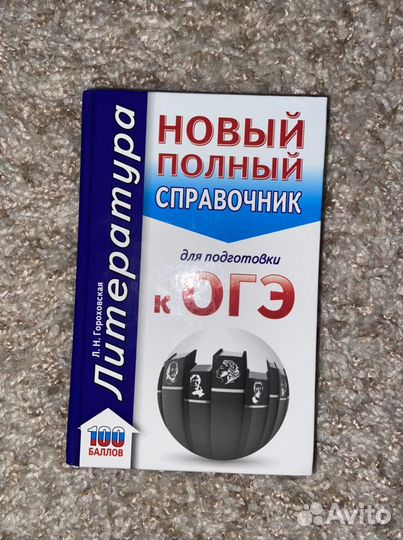 Литература
Л. Н. Гороховская
100
БАЛЛОВ
НОВЫЙ
ПОЛНЫЙ
СПРАВОЧНИК
для подготовки
к ОГЭ
Avito